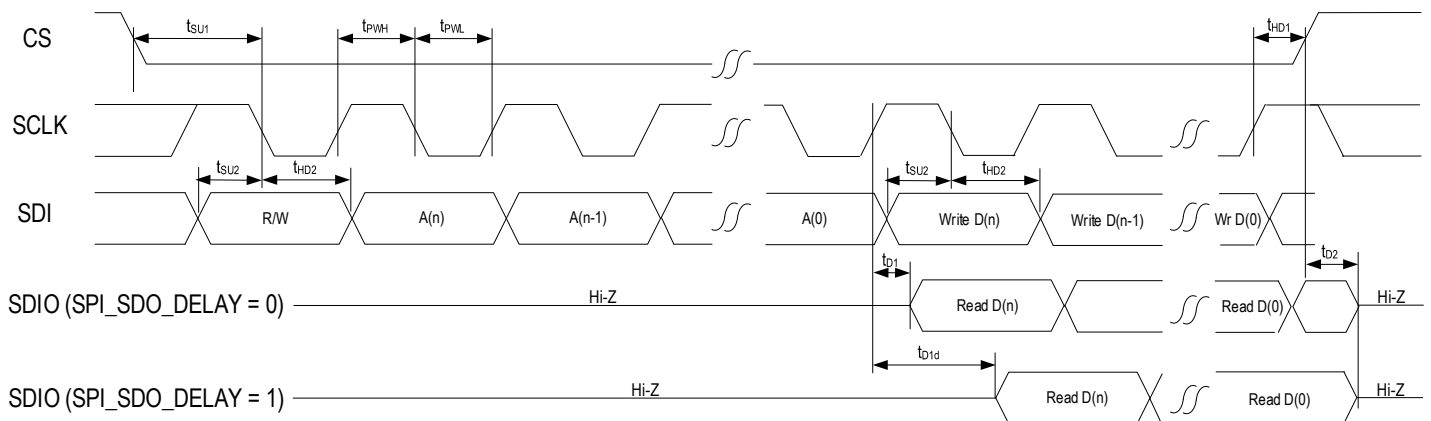 CS
tSU1
tPWH
tPWL
tHD1
SCLK
tSU2
tHD2
tSU2
tHD2
SDI
R/W
A(n)
A(n-1)
A(0)
Write D(n)
Write D(n-1)
Wr D(0)
tD1
tD2
SDIO (SPI_SDO_DELAY = 0)
Hi-Z
Read D(n)
Read D(0)
Hi-Z
tD1d
SDIO (SPI_SDO_DELAY = 1)
Hi-Z
Read D(n)
Read D(0)
Hi-Z